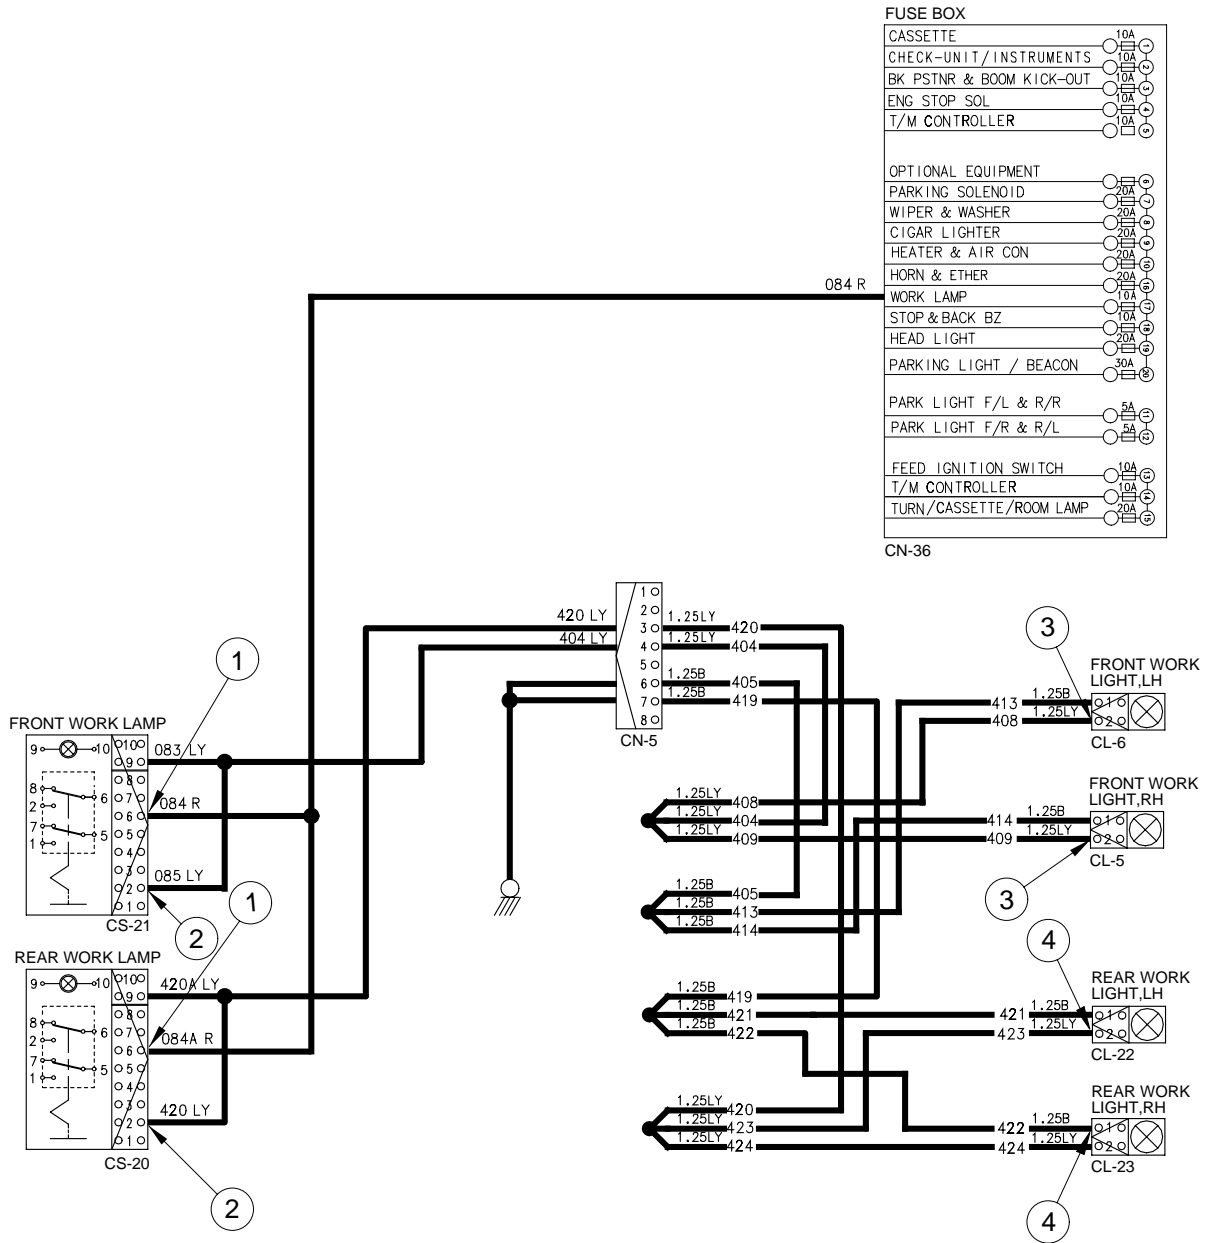 FUSE BOX
CASSETTE 10A 1
CHECK-UNIT/INSTRUMENTS 10A 2
BK PSTNR & BOOM KICK-OUT 10A 3
ENG STOP SOL 10A 4
T/M CONTROLLER 10A 5
OPTIONAL EQUIPMENT 6
PARKING SOLENOID 20A 7
WIPER & WASHER 20A 8
CIGAR LIGHTER 20A 9
HEATER & AIR CON 20A 10
HORN & ETHER 20A 16
084 R
WORK LAMP 10A 17
STOP & BACK BZ 10A 18
HEAD LIGHT 20A 19
PARKING LIGHT / BEACON 30A 20
PARK LIGHT F/L & R/R 5A 11
PARK LIGHT F/R & R/L 5A 12
FEED IGNITION SWITCH 10A 13
T/M CONTROLLER 10A 14
TURN/CASSETTE/ROOM LAMP 20A 15
CN-36
1
2
420 LY 3 1.25LY 420
404 LY 4 1.25LY 404
5
6 1.25B 405
7 1.25B 419
8
CN-5
1
3
FRONT WORK
LIGHT,LH
413 1.25B 1
408 1.25LY 2
CL-6
FRONT WORK LAMP
9 10 10
9 083 LY
8
8 6 7
2 6 084 R
7 5 5
1 4
3
2 085 LY
1
CS-21
1
2
1.25LY 408
1.25LY 404
1.25LY 409
FRONT WORK
LIGHT,RH
414 1.25B 1
409 1.25LY 2
CL-5
3
1.25B 405
1.25B 413
1.25B 414
4
REAR WORK LAMP
9 10 10
9 420A LY
8
8 6 7
2 6 084A R
7 5 5
1 4
3
2 420 LY
1
CS-20
2
1.25B 419
1.25B 421
1.25B 422
REAR WORK
LIGHT,LH
421 1.25B 1
423 1.25LY 2
CL-22
1.25LY 420
1.25LY 423
1.25LY 424
REAR WORK
LIGHT,RH
422 1.25B 1
424 1.25LY 2
CL-23
4